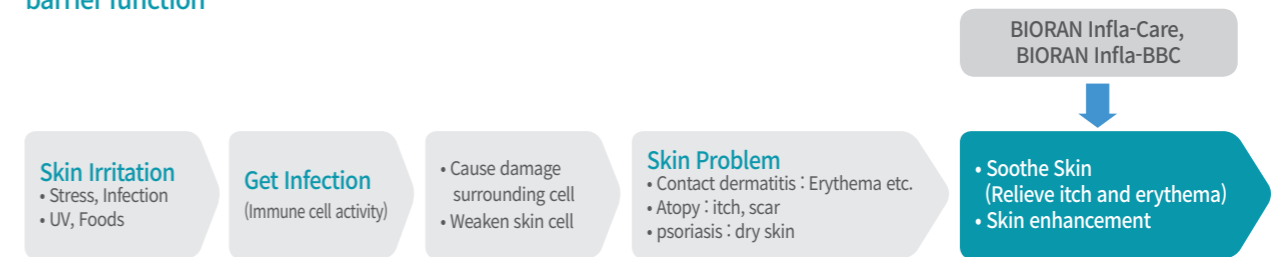 barrier function
BIORAN Infla-Care,
BIORAN Infla-BBC
Skin Irritation
• Stress, Infection
• UV, Foods
Get Infection
(Immune cell activity)
• Cause damage
surrounding cell
• Weaken skin cell
Skin Problem
• Contact dermatitis : Erythema etc.
• Atopy : itch, scar
• psoriasis : dry skin
• Soothe Skin
(Relieve itch and erythema)
• Skin enhancement